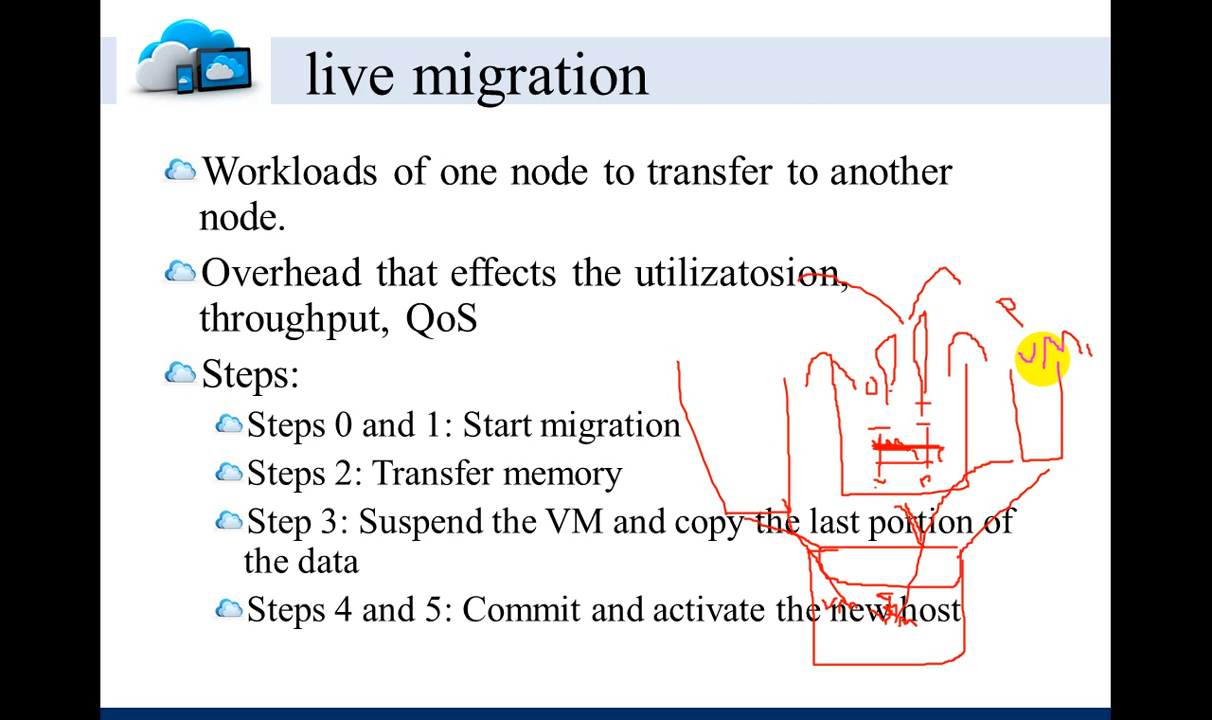 live migration
Workloads of one node to transfer to another
node.
Overhead that effects the utilizatosion,
throughput, QoS
Steps:
Steps 0 and 1: Start migration
Steps 2: Transfer memory
Step 3: Suspend the VM and copy the last portion of
the data
Steps 4 and 5: Commit and activate the new host